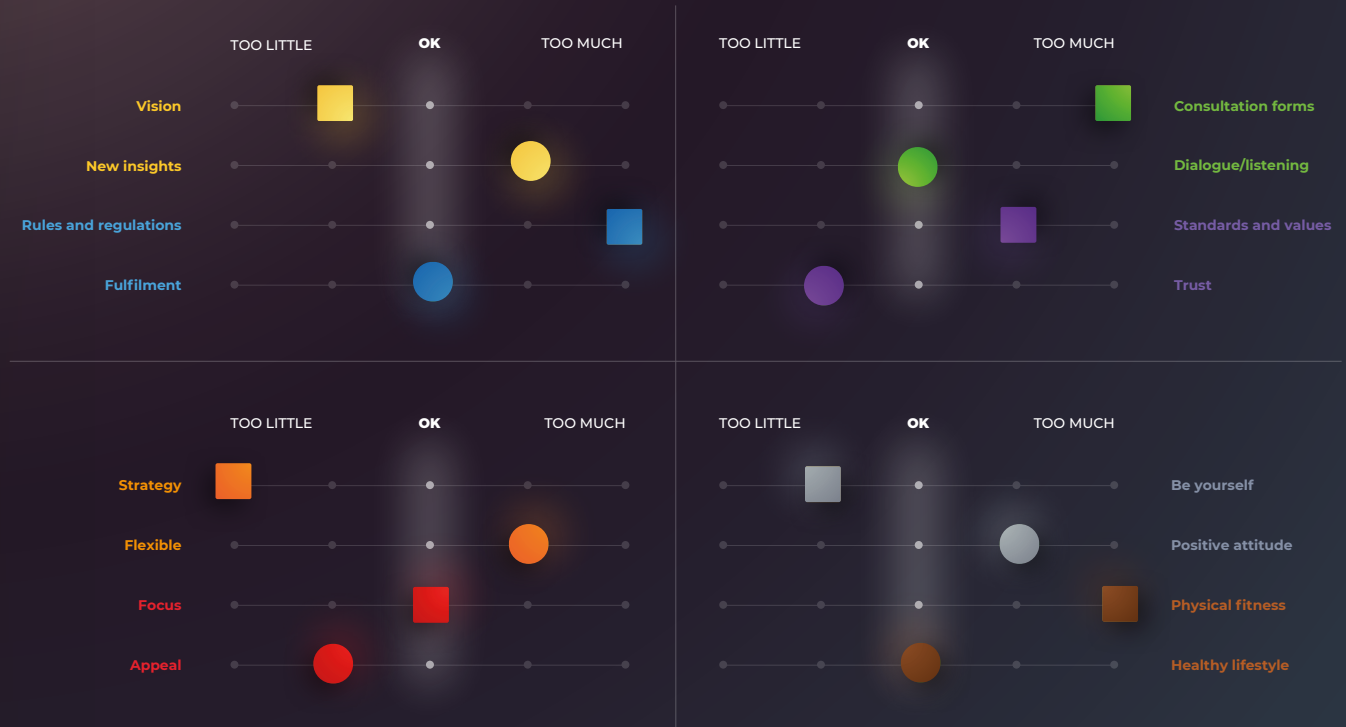 TOO LITTLE OK TOO MUCH
Vision
New insights
Rules and regulations
Fulfilment
TOO LITTLE OK TOO MUCH
Consultation forms
Dialogue/listening
Standards and values
Trust
TOO LITTLE OK TOO MUCH
Strategy
Flexible
Focus
Appeal
TOO LITTLE OK TOO MUCH
Be yourself
Positive attitude
Physical fitness
Healthy lifestyle